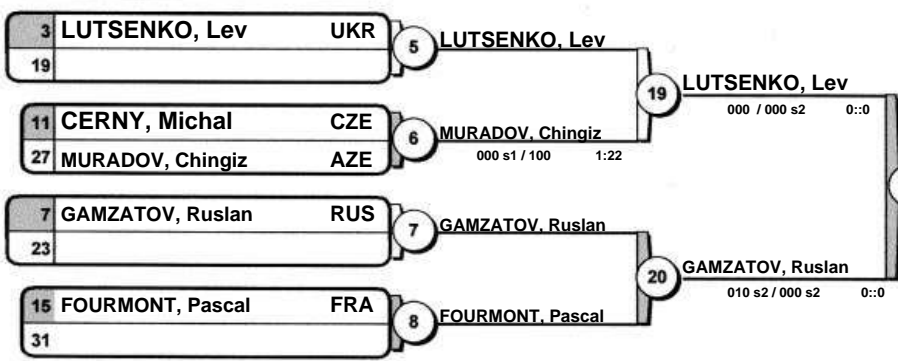 3 LUTSENKO, Lev UKR
19
5 LUTSENKO, Lev
11 CERNY, Michal CZE
27 MURADOV, Chingiz AZE
6 MURADOV, Chingiz
000 s1 / 100 1:22
19 LUTSENKO, Lev
000 / 000 s2 0::0
7 GAMZATOV, Ruslan RUS
23
7 GAMZATOV, Ruslan
15 FOURMONT, Pascal FRA
31
8 FOURMONT, Pascal
20 GAMZATOV, Ruslan
010 s2 / 000 s2 0::0